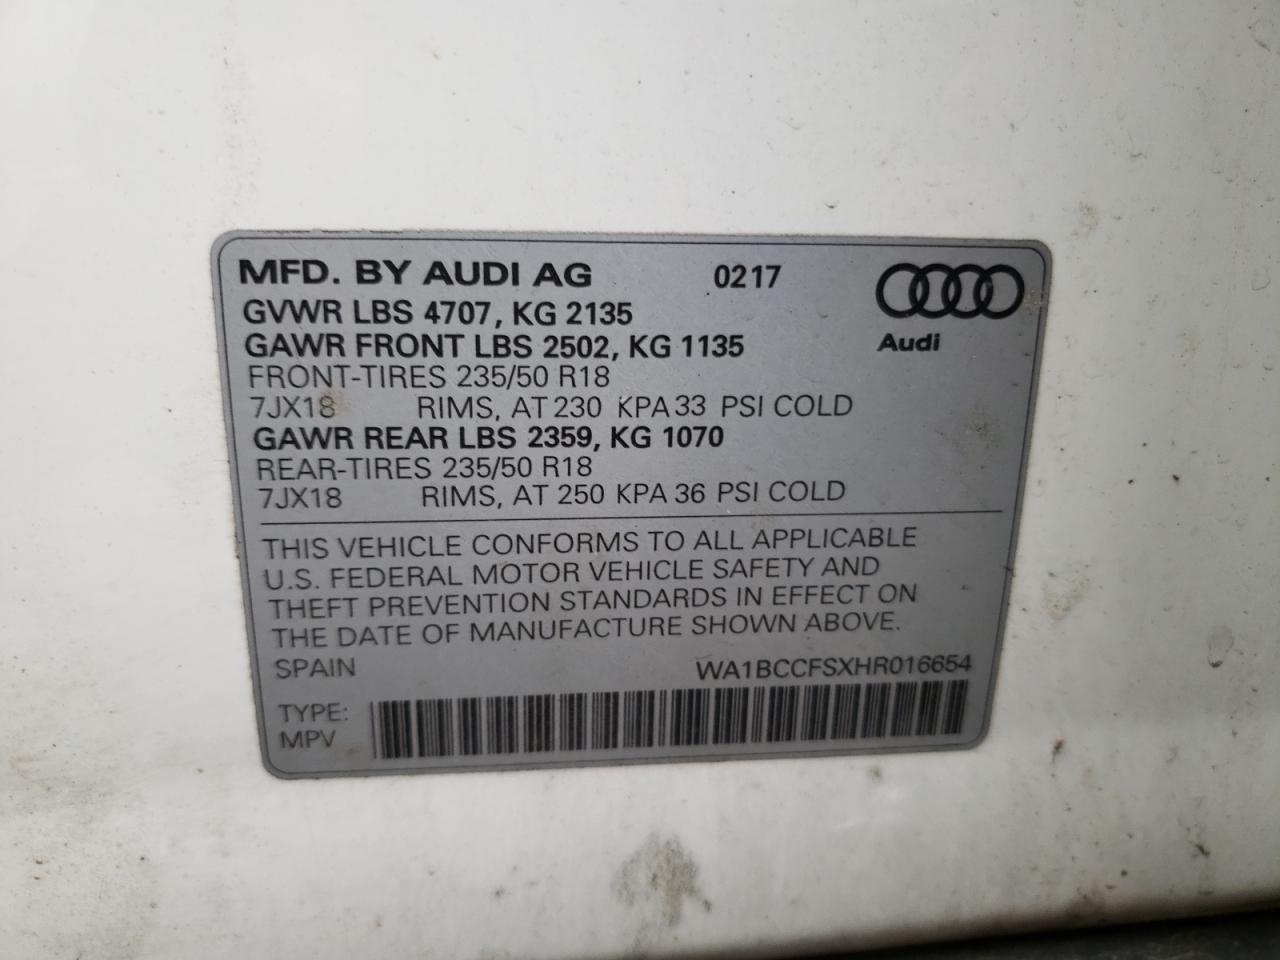 MFD. BY AUDI AG 0217
GVWR LBS 4707, KG 2135
GAWR FRONT LBS 2502, KG 1135
Audi
FRONT-TIRES 235/50 R18
7JX18 RIMS, AT 230 KPA 33 PSI COLD
GAWR REAR LBS 2359, KG 1070
REAR-TIRES 235/50 R18
7JX18 RIMS, AT 250 KPA 36 PSI COLD
THIS VEHICLE CONFORMS TO ALL APPLICABLE
U.S. FEDERAL MOTOR VEHICLE SAFETY AND
THEFT PREVENTION STANDARDS IN EFFECT ON
THE DATE OF MANUFACTURE SHOWN ABOVE.
SPAIN WA1BCCFSXHR016654
TYPE:
MPV